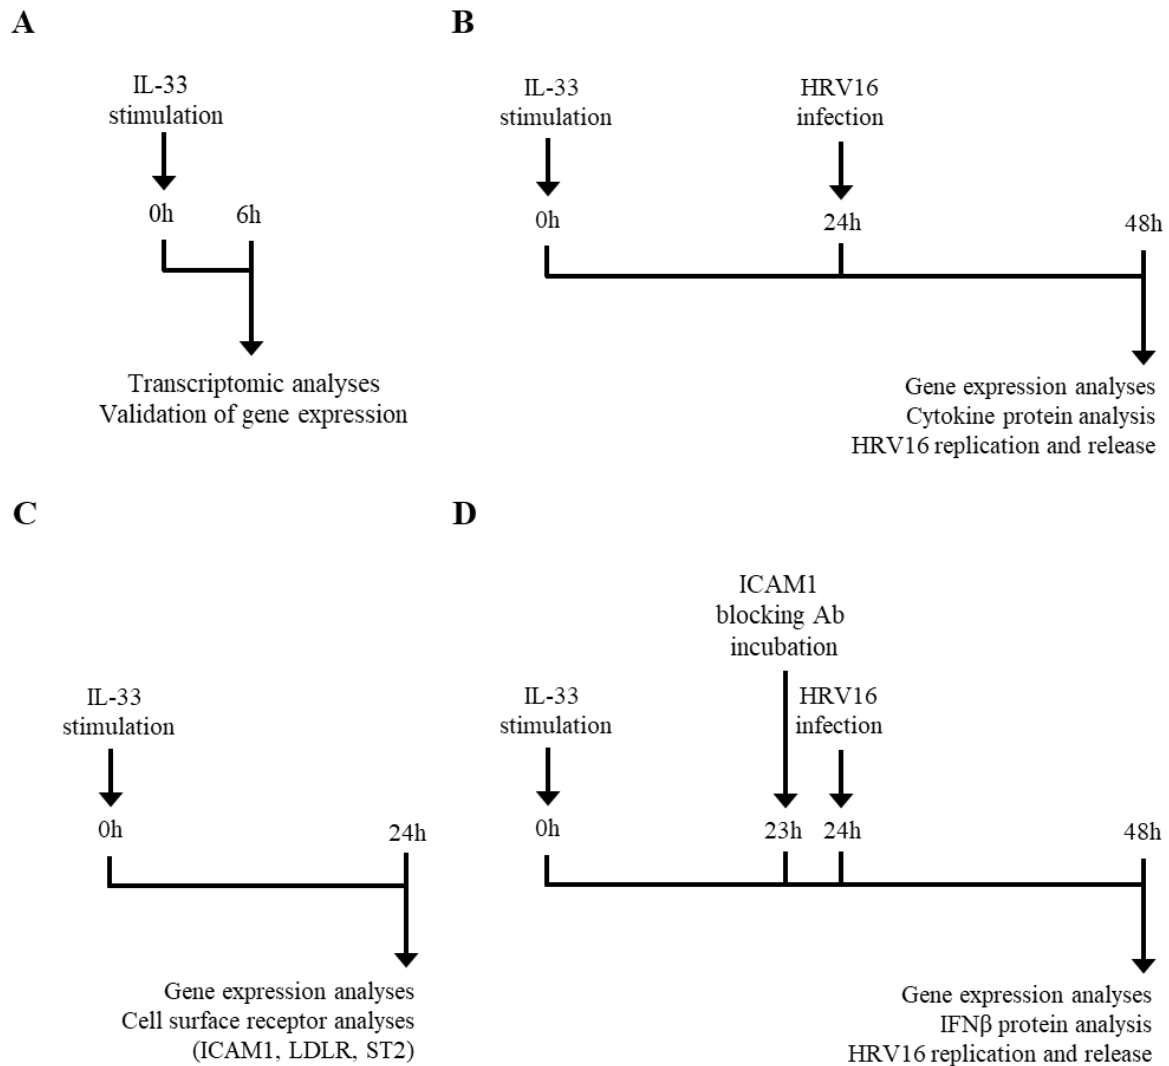 A
IL-33
stimulation
0h
6h
Transcriptomic analyses
Validation of gene expression
B
IL-33
stimulation
HRV16
infection
0h
24h
48h
Gene expression analyses
Cytokine protein analysis
HRV16 replication and release
C
IL-33
stimulation
0h
24h
Gene expression analyses
Cell surface receptor analyses
(ICAM1, LDLR, ST2)
D
ICAM1
blocking Ab
incubation
IL-33
stimulation
HRV16
infection
0h
23h
24h
48h
Gene expression analyses
IFNβ protein analysis
HRV16 replication and release